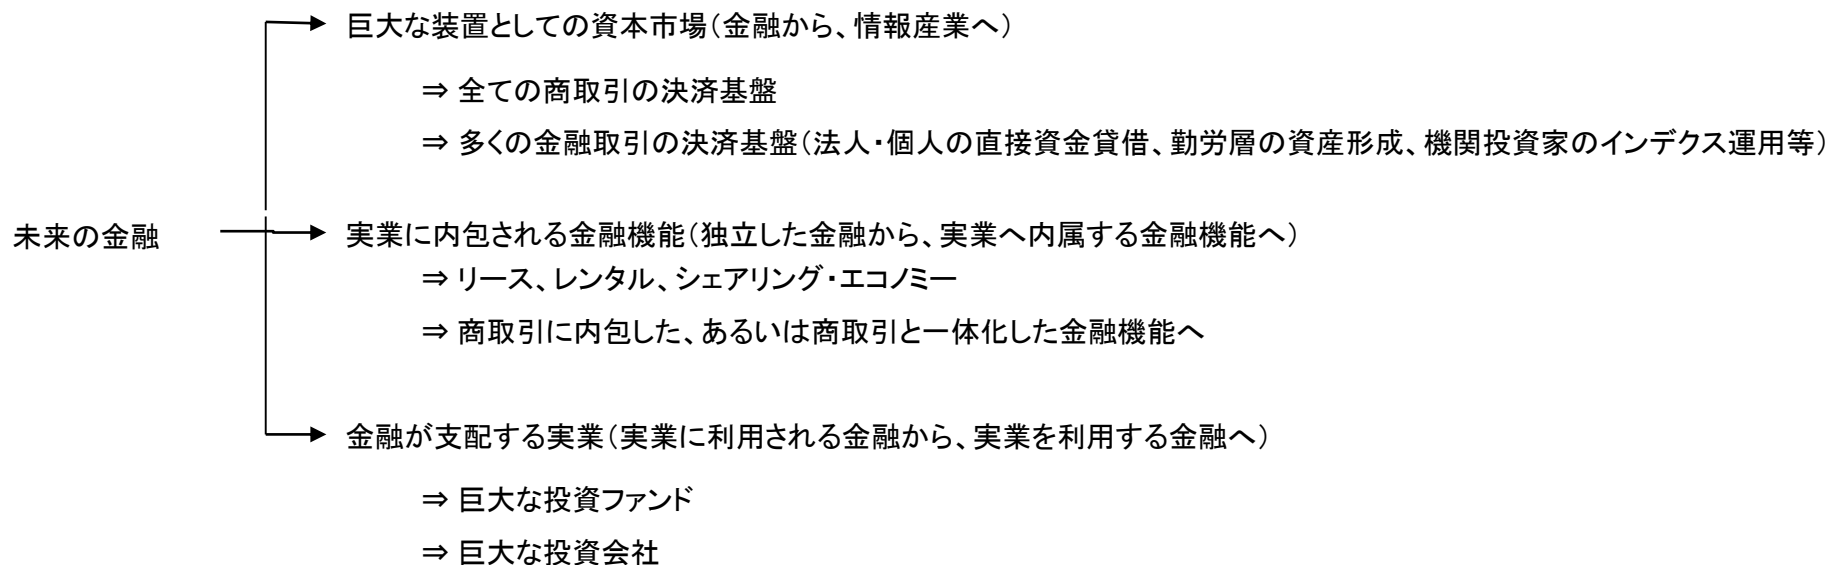 巨大な装置としての資本市場(金融から、情報産業へ)
⇒ 全ての商取引の決済基盤
⇒ 多くの金融取引の決済基盤(法人・個人の直接資金貸借、勤労層の資産形成、機関投資家のインデクス運用等)
未来の金融
実業に内包される金融機能(独立した金融から、実業へ内属する金融機能へ)
⇒ リース、レンタル、シェアリング・エコノミー
⇒ 商取引に内包した、あるいは商取引と一体化した金融機能へ
金融が支配する実業(実業に利用される金融から、実業を利用する金融へ)
⇒ 巨大な投資ファンド
⇒ 巨大な投資会社